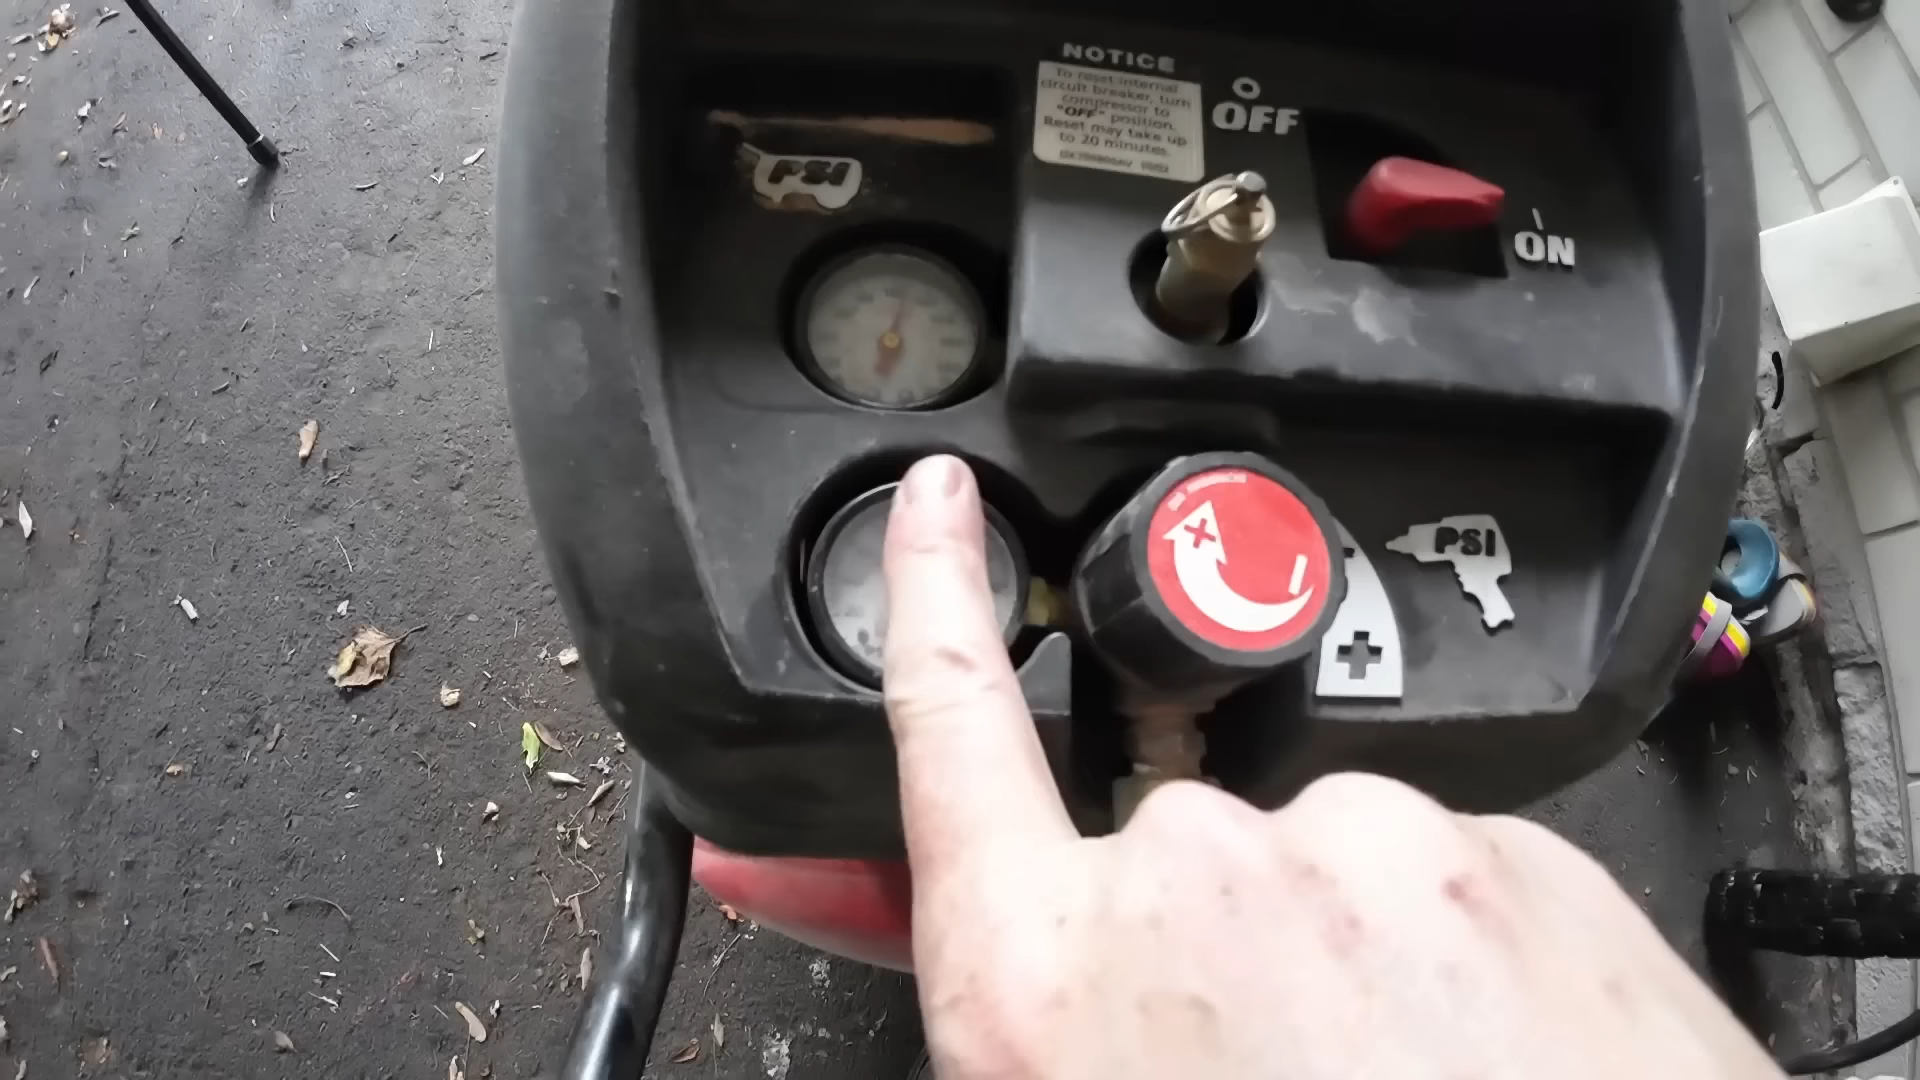 NOTICE
To reset internal
circuit breaker, turn
compressor to
"OFF" position.
Reset may take up
to 20 minutes.
OFF
PSI
ON
PSI